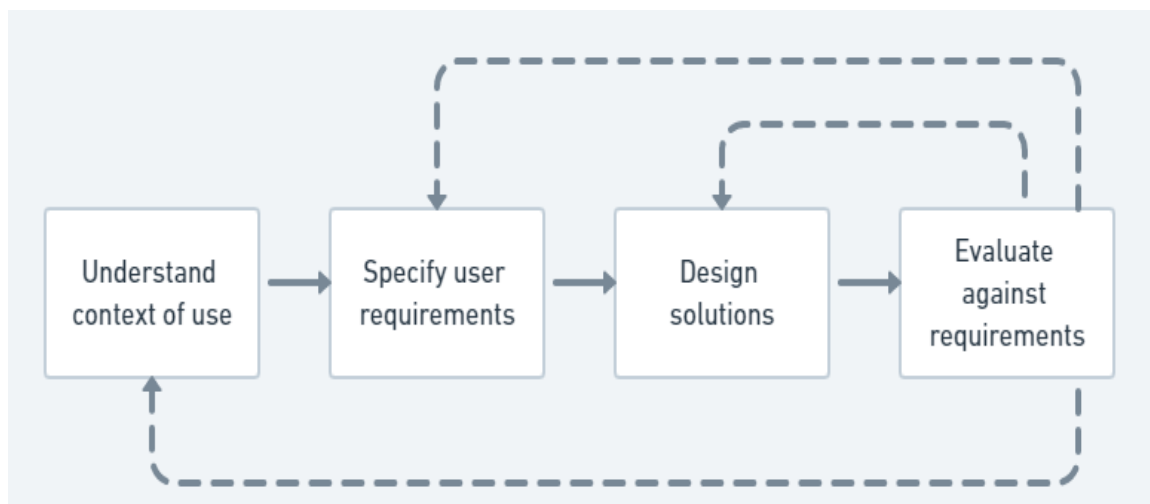 Understand
context of use
Specify user
requirements
Design
solutions
Evaluate
against
requirements